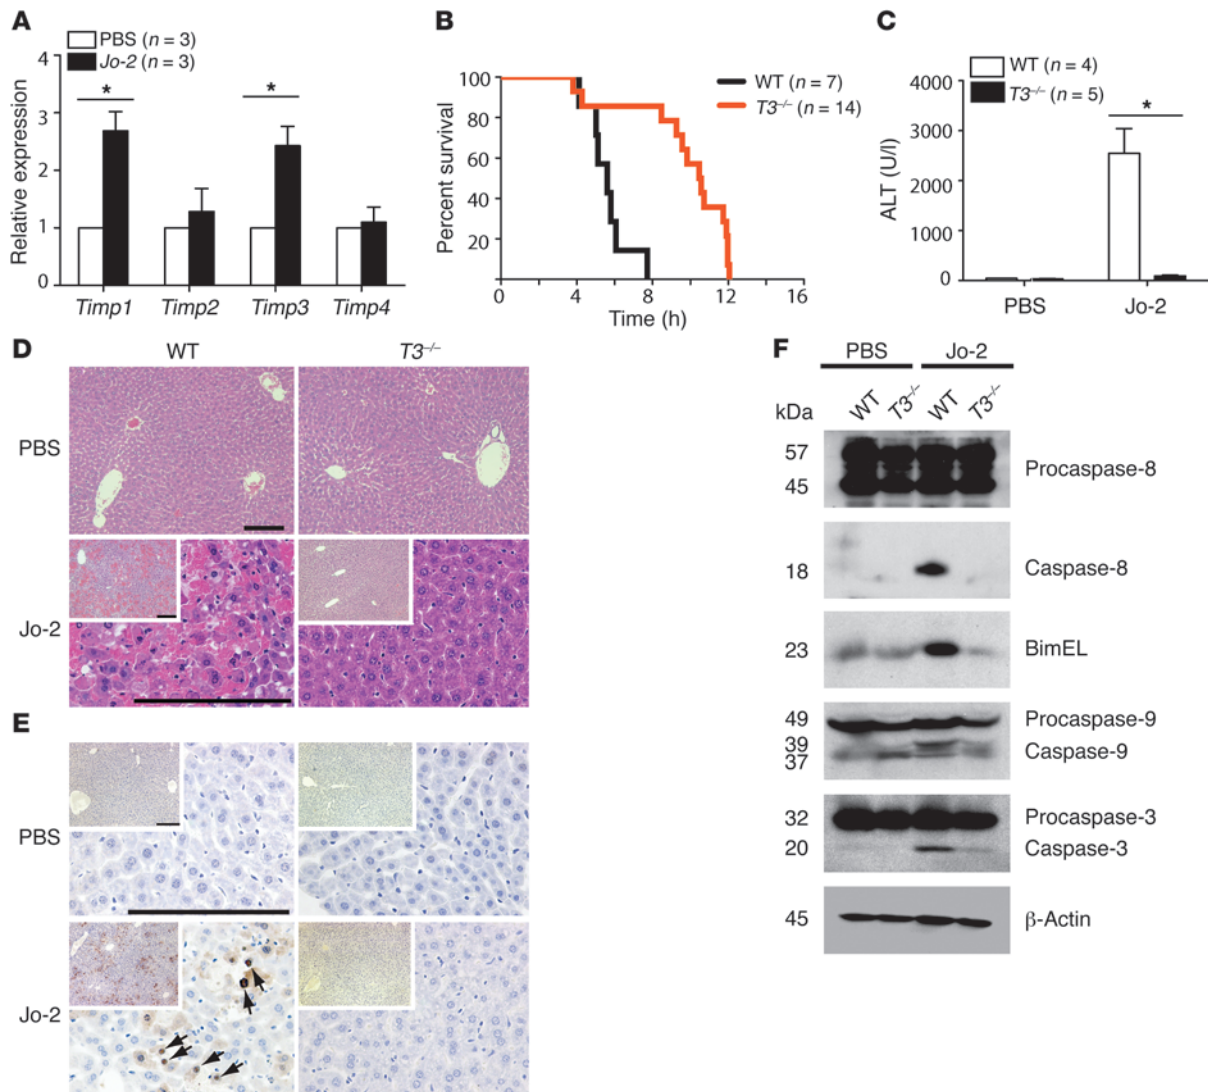 A
PBS (n = 3)
Jo-2 (n = 3)
Relative expression
4
3
2
1
0
*
*
Timp1 Timp2 Timp3 Timp4
B
WT (n = 7)
T3–/– (n = 14)
Percent survival
100
80
60
40
20
0 4 8 12 16
Time (h)
C
WT (n = 4)
T3–/– (n = 5)
ALT (U/l)
4000
3000
2000
1000
0
*
PBS Jo-2
D
WT T3–/–
PBS
Jo-2
E
PBS
Jo-2
F
PBS Jo-2
kDa WT T3–/– WT T3–/–
57
45
Procaspase-8
18 Caspase-8
23 BimEL
49 Procaspase-9
39
37
Caspase-9
32 Procaspase-3
20 Caspase-3
45 β-Actin